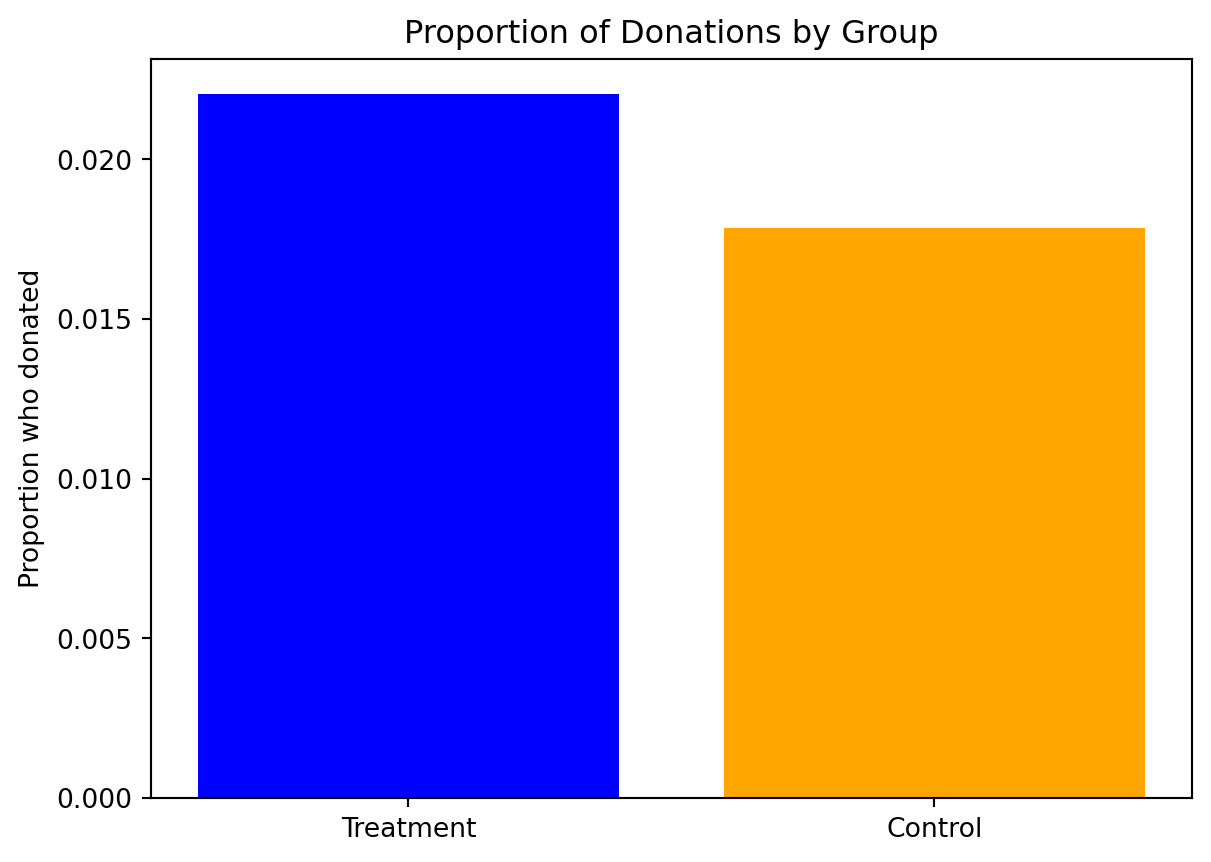 Proportion of Donations by Group
Proportion who donated
0.020
0.015
0.010
0.005
0.000
Treatment
Control